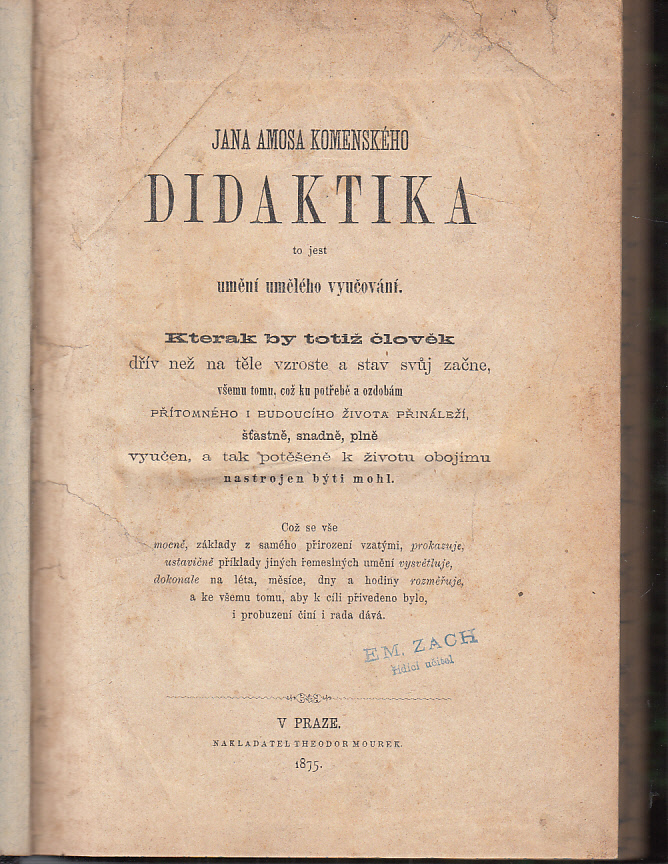 JANA AMOSA KOMENSKÉHO
DIDAKTIKA
to jest
umění umělého vyučování.
Kterak by totiž člověk
dřív než na těle vzroste a stav svůj začne,
všemu tomu, což ku potřebě a ozdobám
PŘÍTOMNÉHO I BUDOUCÍHO ŽIVOTA PŘINÁLEŽÍ,
šťastně, snadně, plně
vyučen, a tak potěšeně k životu obojímu
nastrojen býti mohl.
Což se vše
mocně, základy z samého přirození vzatými, prokazuje,
ustavičně příklady jiných řemeslných umění vysvětluje,
dokonale na léta, měsíce, dny a hodiny rozměřuje,
a ke všemu tomu, aby k cíli přivedeno bylo,
i probuzení činí i rada dává.
EM. ZACH
řídící učitel
V PRAZE.
NAKLADATEL THEODOR MOUREK.
1875.